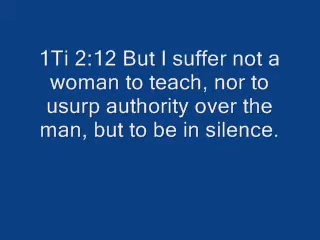 1Ti 2:12 But I suffer not a
woman to teach, nor to
usurp authority over the
man, but to be in silence.